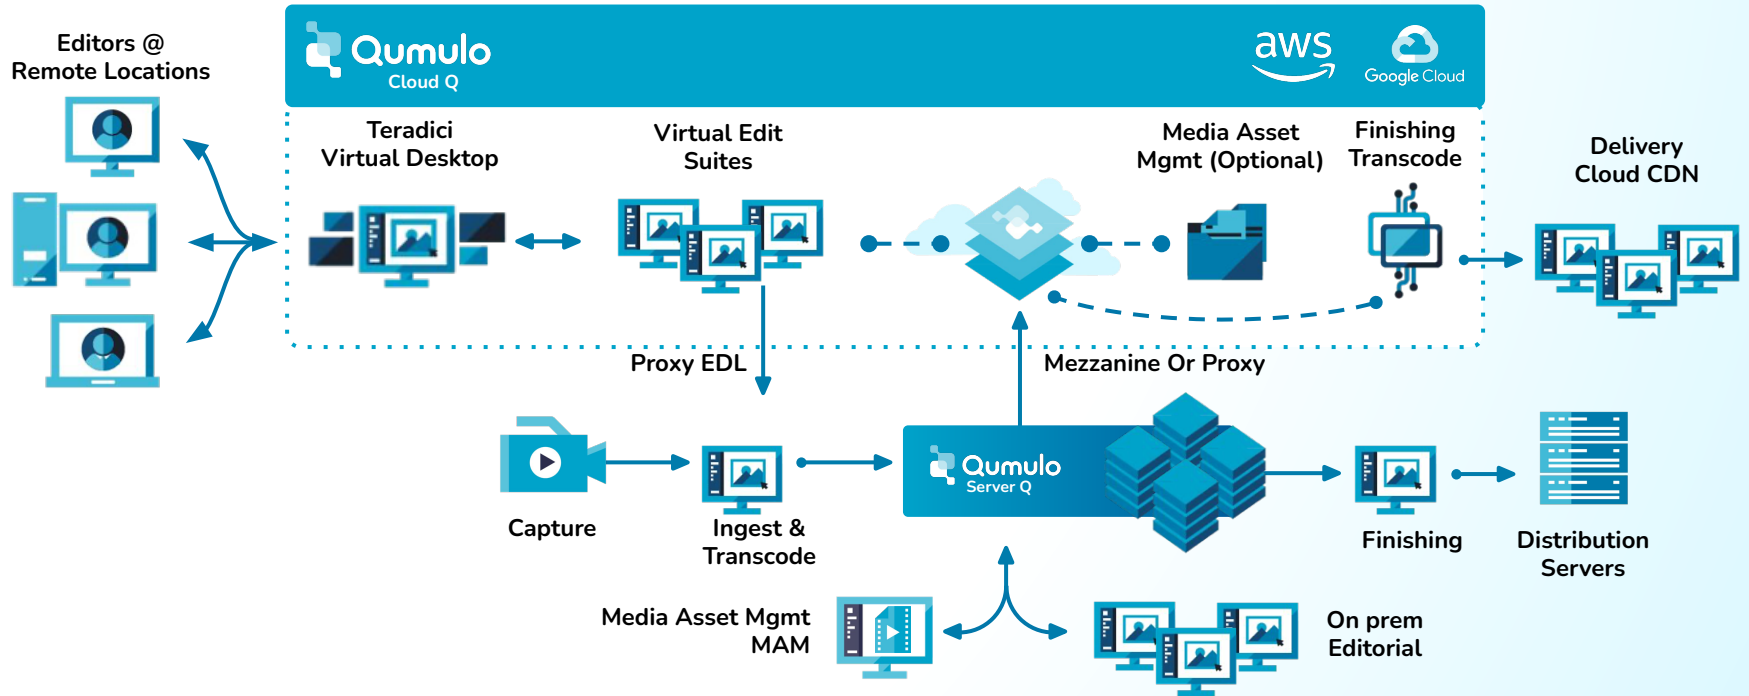 Editors @
Remote Locations
Qumulo
Cloud Q
aws
Google Cloud
Teradici
Virtual Desktop
Virtual Edit
Suites
Media Asset
Mgmt (Optional)
Finishing
Transcode
Delivery
Cloud CDN
Proxy EDL
Mezzanine Or Proxy
Capture
Ingest &
Transcode
Qumulo
Server Q
Finishing
Distribution
Servers
Media Asset Mgmt
MAM
On prem
Editorial